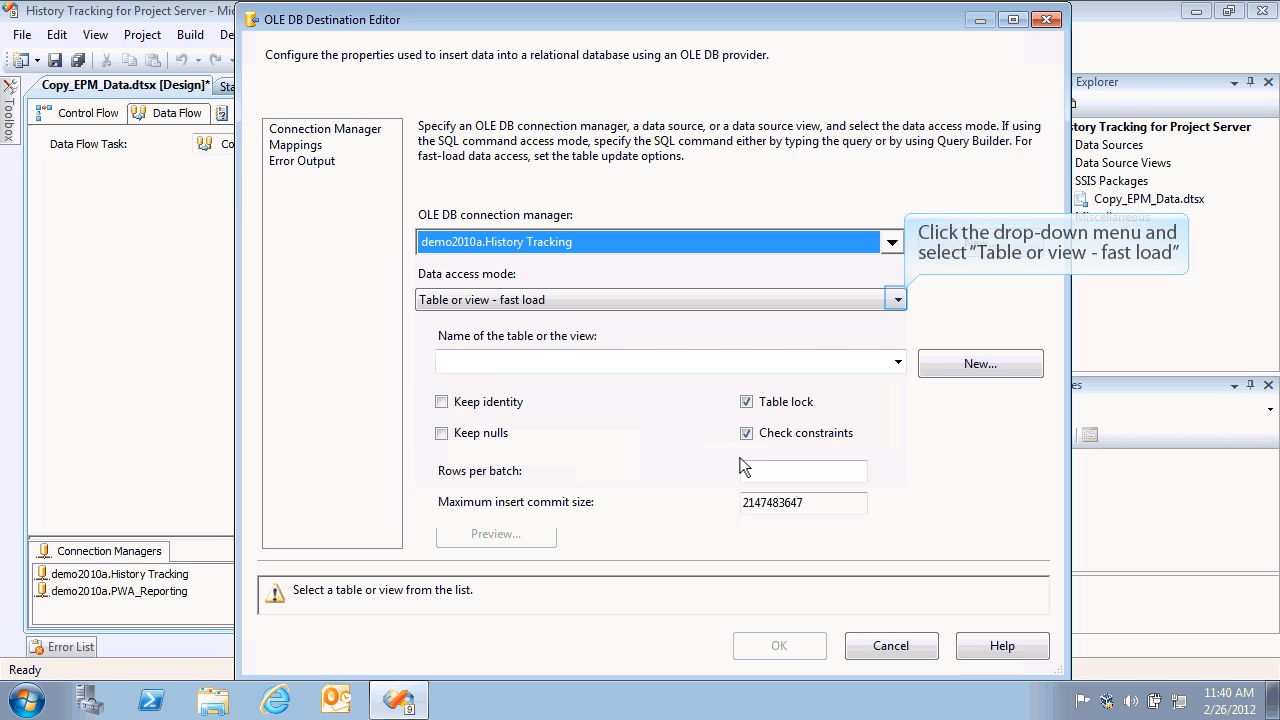 History Tracking for Project Server - Mic
OLE DB Destination Editor
File Edit View Project Build De
Configure the properties used to insert data into a relational database using an OLE DB provider.
Copy_EPM_Data.dtsx [Design]* Sta
Explorer
Toolbox
Control Flow Data Flow
Data Flow Task: Co
Connection Manager
Mappings
Error Output
Specify an OLE DB connection manager, a data source, or a data source view, and select the data access mode. If using
the SQL command access mode, specify the SQL command either by typing the query or by using Query Builder. For
fast-load data access, set the table update options.
story Tracking for Project Server
Data Sources
Data Source Views
SSIS Packages
Copy_EPM_Data.dtsx
Miscellaneous
OLE DB connection manager:
demo2010a.History Tracking
Click the drop-down menu and
select “Table or view - fast load”
Data access mode:
Table or view - fast load
Name of the table or the view:
New...
es
Keep identity Table lock
Keep nulls Check constraints
Rows per batch:
Maximum insert commit size: 2147483647
Preview...
Connection Managers
demo2010a.History Tracking
demo2010a.PWA_Reporting
Select a table or view from the list.
Error List
OK Cancel Help
Ready
9
11:40 AM
2/26/2012